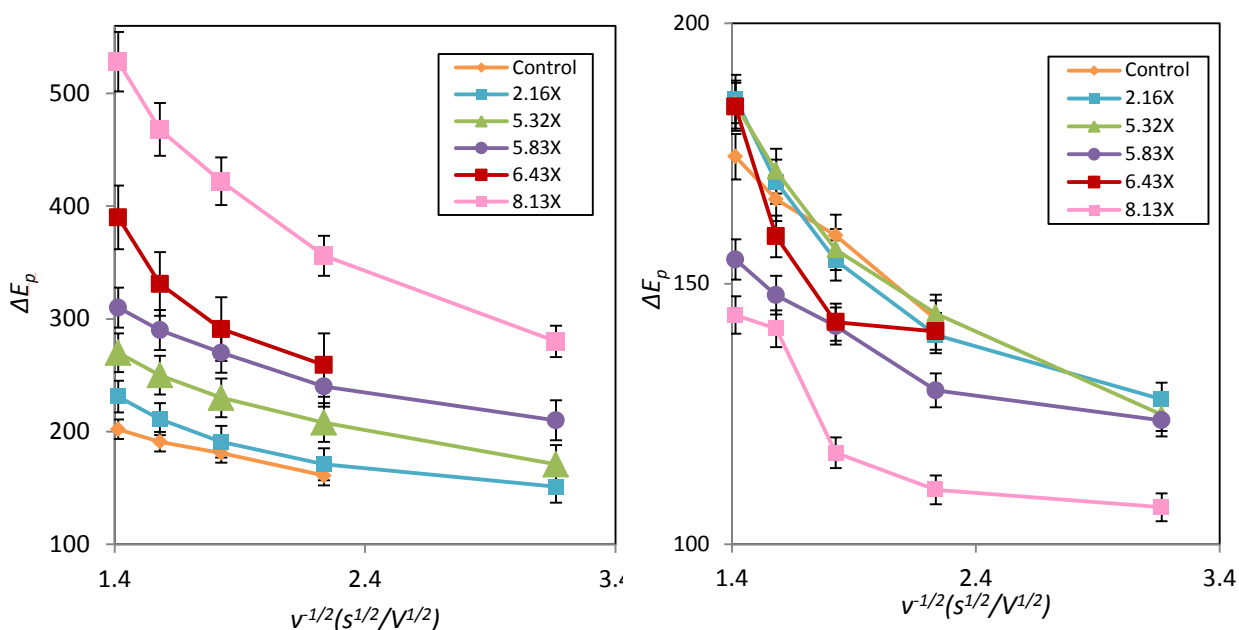 500
400
300
200
100
1.4
2.4
3.4
ΔEp
v-1/2(s1/2/V1/2)
Control
2.16X
5.32X
5.83X
6.43X
8.13X
200
150
100
1.4
2.4
3.4
ΔEp
v-1/2(s1/2/V1/2)
Control
2.16X
5.32X
5.83X
6.43X
8.13X